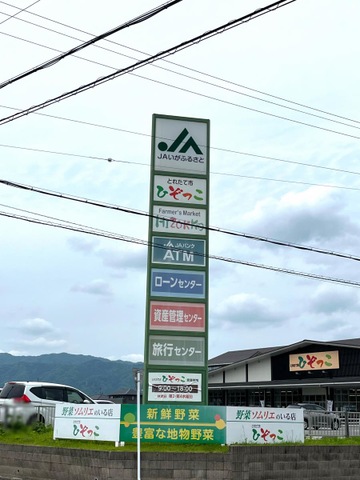 JA
JAいがふるさと
とれたて市
ひぞっこ
Farmer's Market
HIZOKKO
JAバンク
ATM
ローンセンター
資産管理センター
旅行センター
ひぞっこ
9:00～18:00
新鮮野菜
豊富な地物野菜
野菜ソムリエのいる店
ひぞっこ
野菜ソムリエのいる店
ひぞっこ
ひぞっこ